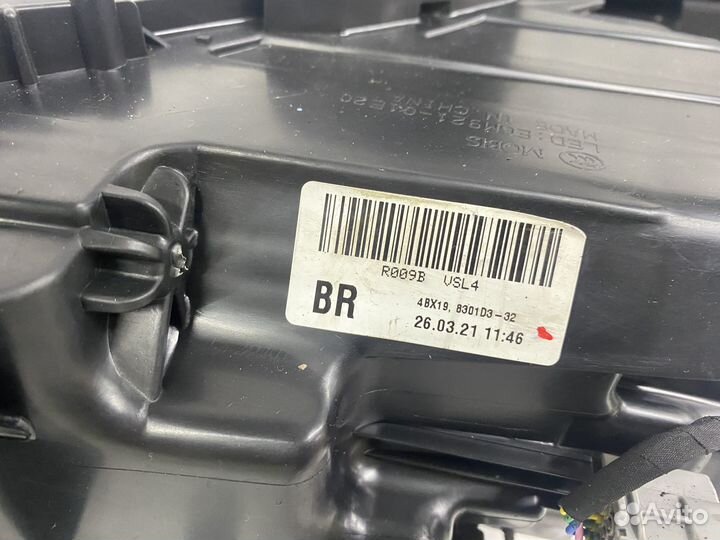 MOBIS
MADE IN CHINA
R009B VSL4
BR
4BX19, 8301D3-32
26.03.21 11:46
Avito